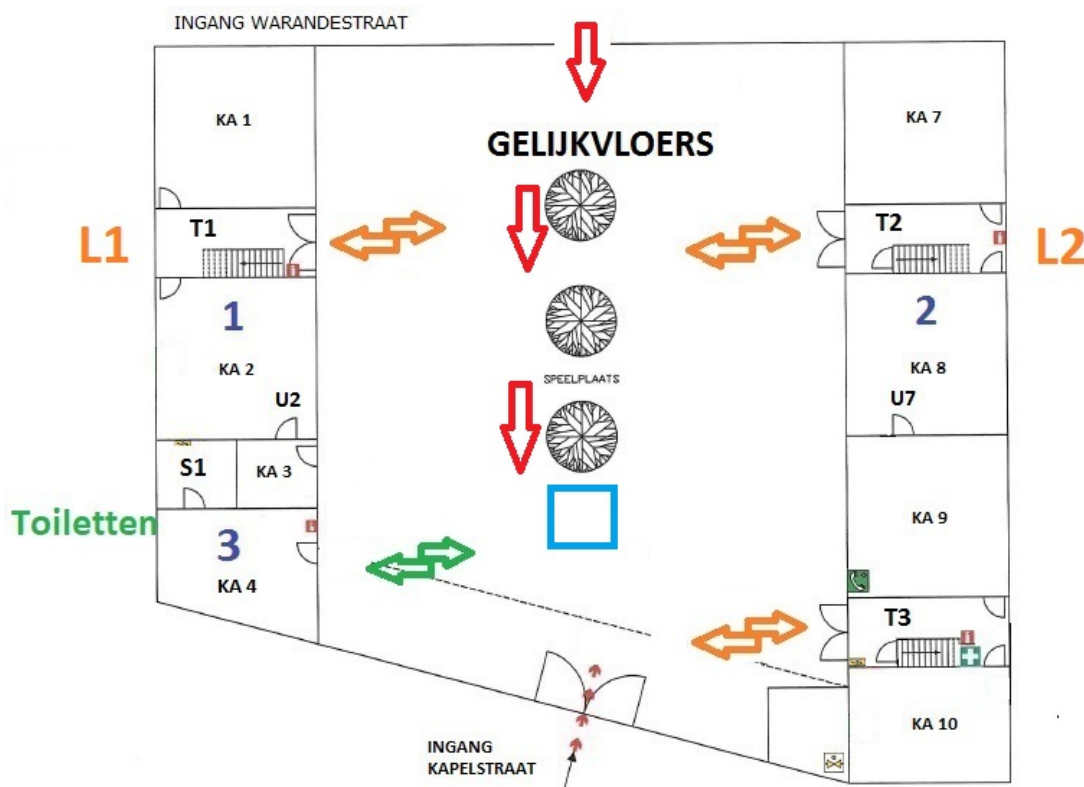 INGANG WARANDESTRAAT
KA 1
KA 7
GELIJKVLOERS
T1
T2
L1
L2
1
2
KA 2
KA 8
SPEELPLAATS
U2
U7
S1
KA 3
KA 9
Toiletten
3
KA 4
T3
KA 10
INGANG
KAPELSTRAAT